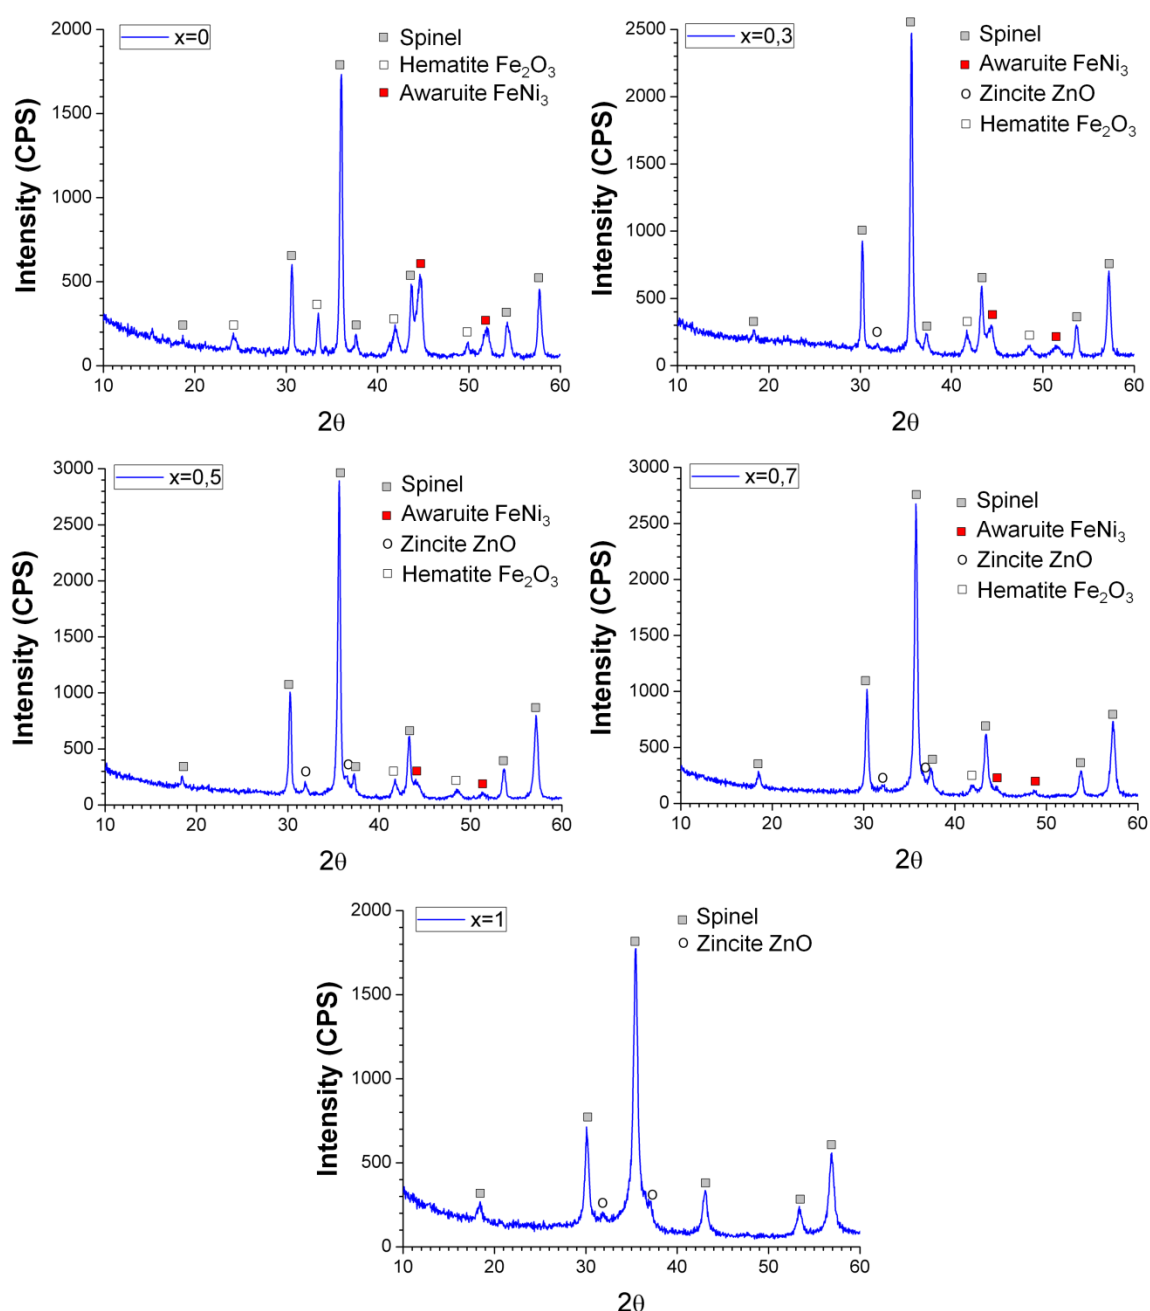 x=0
Spinel
Hematite Fe₂O₃
Awaruite FeNi₃
Intensity (CPS)
2000
1500
1000
500
0
10 20 30 40 50 60
2θ
x=0,3
Spinel
Awaruite FeNi₃
Zincite ZnO
Hematite Fe₂O₃
Intensity (CPS)
2500
2000
1500
1000
500
0
10 20 30 40 50 60
2θ
x=0,5
Spinel
Awaruite FeNi₃
Zincite ZnO
Hematite Fe₂O₃
Intensity (CPS)
3000
2500
2000
1500
1000
500
0
10 20 30 40 50 60
2θ
x=0,7
Spinel
Awaruite FeNi₃
Zincite ZnO
Hematite Fe₂O₃
Intensity (CPS)
3000
2500
2000
1500
1000
500
0
10 20 30 40 50 60
2θ
x=1
Spinel
Zincite ZnO
Intensity (CPS)
2000
1500
1000
500
0
10 20 30 40 50 60
2θ